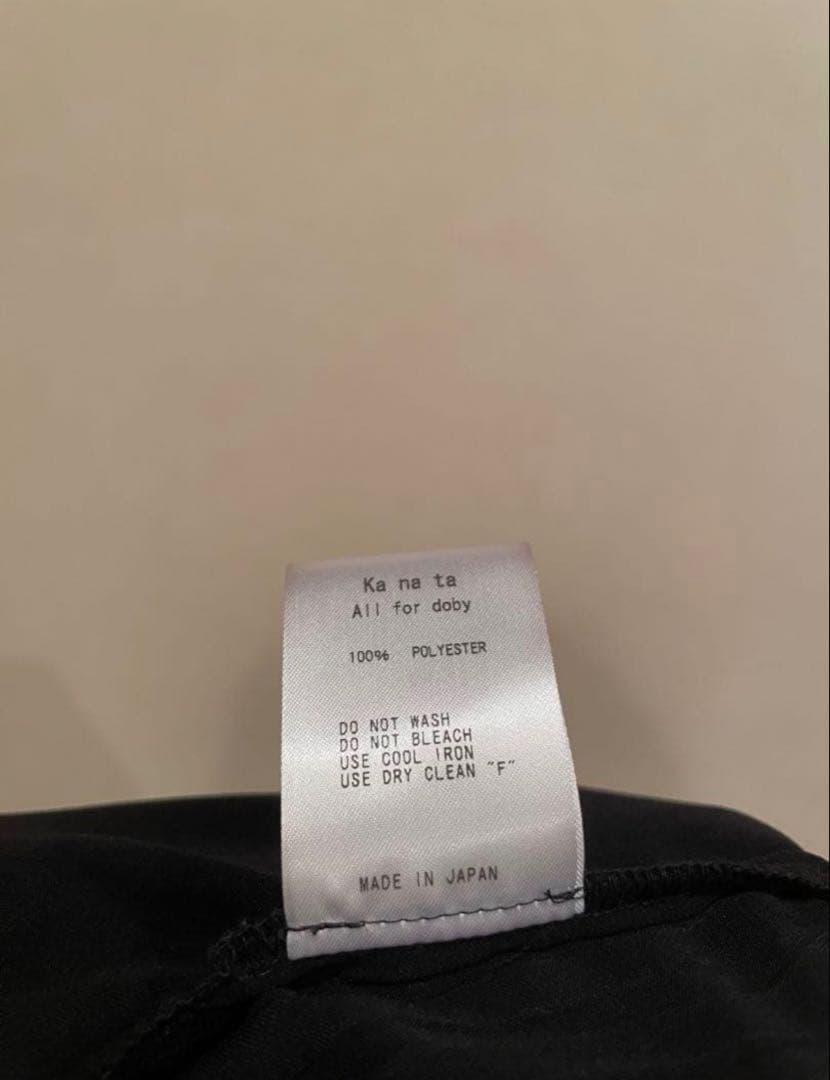 Ka na ta
All for doby
100% POLYESTER
DO NOT WASH
DO NOT BLEACH
USE COOL IRON
USE DRY CLEAN "F"
MADE IN JAPAN